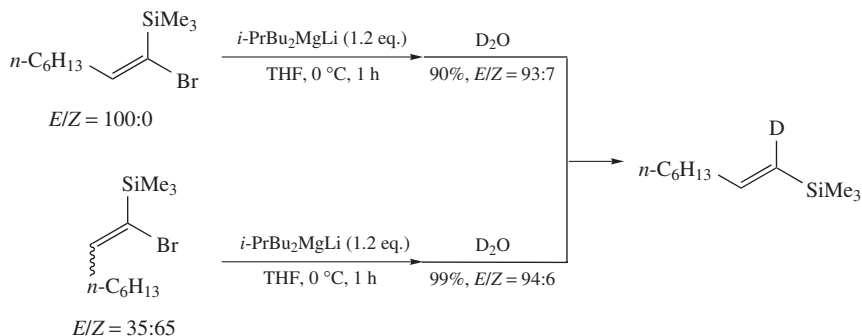 SiMe3
n-C6H13
Br
E/Z = 100:0
i-PrBu2MgLi (1.2 eq.)
THF, 0 °C, 1 h
D2O
90%, E/Z = 93:7
D
n-C6H13
SiMe3
SiMe3
Br
n-C6H13
E/Z = 35:65
i-PrBu2MgLi (1.2 eq.)
THF, 0 °C, 1 h
D2O
99%, E/Z = 94:6